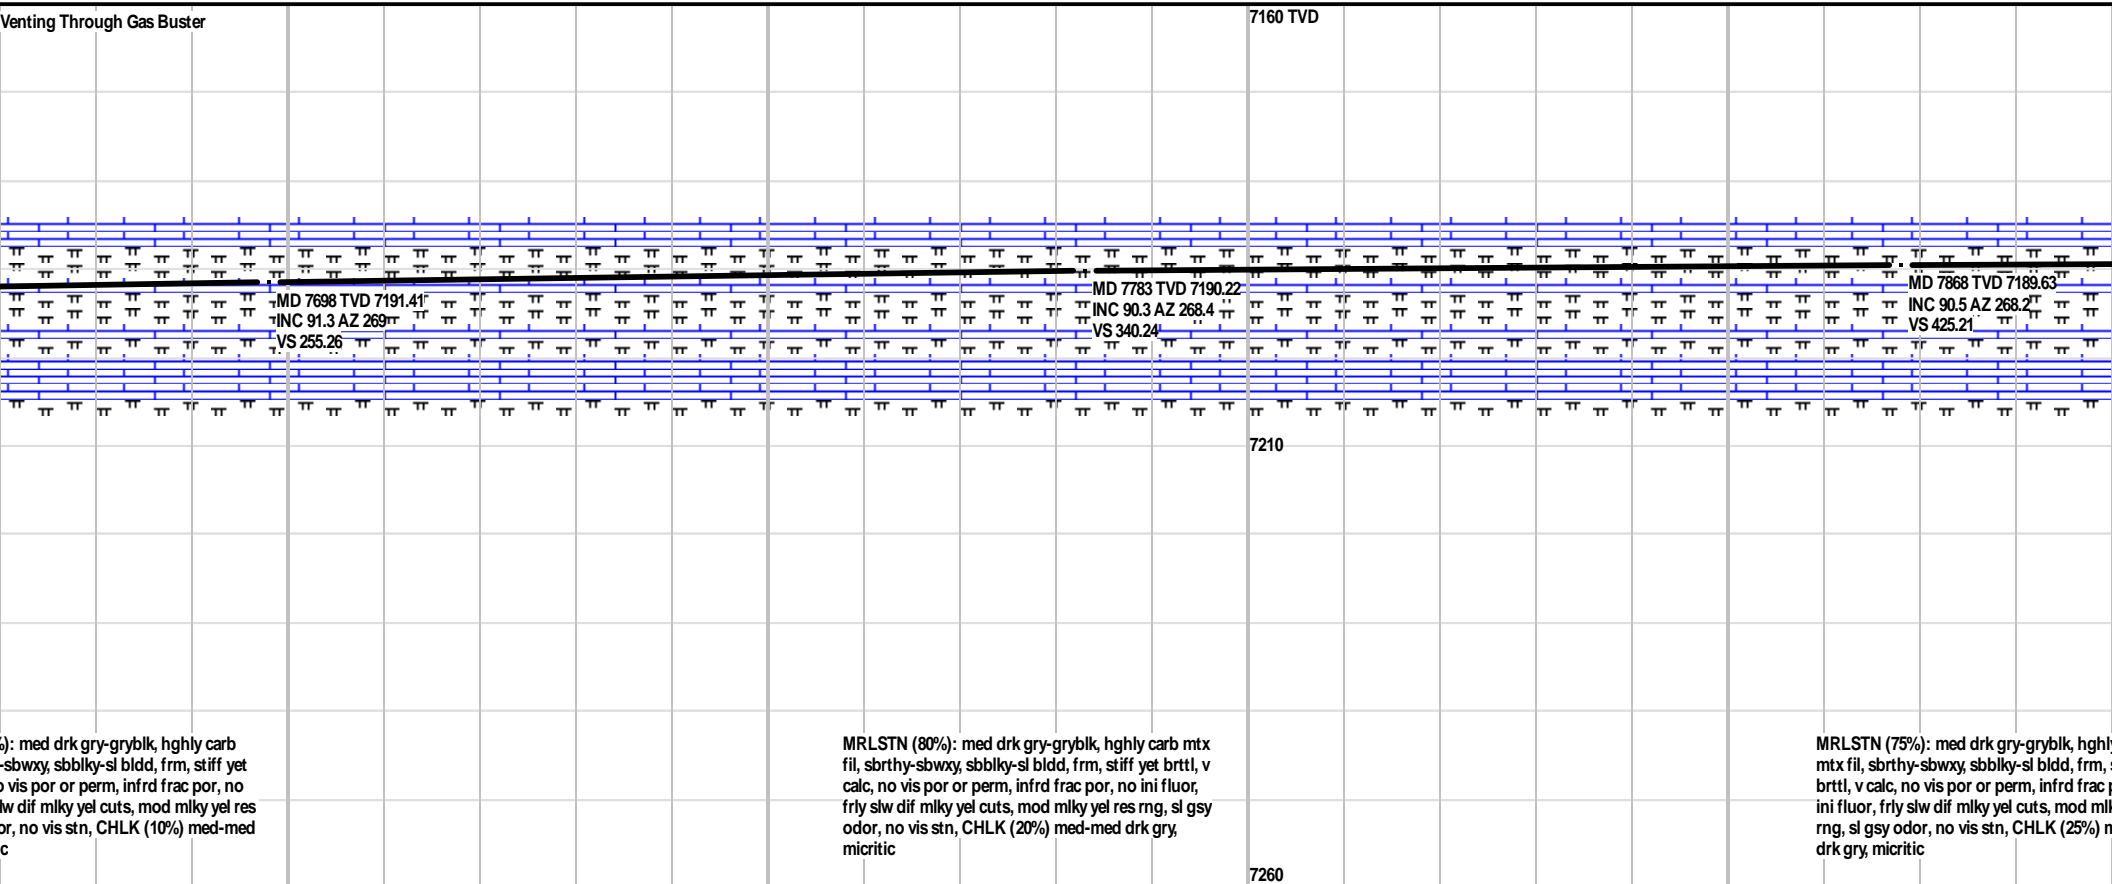 Venting Through Gas Buster
7160 TVD
MD 7698 TVD 7191.41
INC 91.3 AZ 269
VS 255.26
MD 7783 TVD 7190.22
INC 90.3 AZ 268.4
VS 340.24
MD 7868 TVD 7189.63
INC 90.5 AZ 268.2
VS 425.21
7210
%): med drk gry-gryblk, hghly carb
-sbwxy, sbblky-sl bldd, frm, stiff yet
vis por or perm, infrd frac por, no
dif mlky yel cuts, mod mlky yel res
no vis stn, CHLK (10%) med-med
c
MRLSTN (80%): med drk gry-gryblk, hghly carb mtx
fil, sbrthy-sbwxy, sbblky-sl bldd, frm, stiff yet brttl, v
calc, no vis por or perm, infrd frac por, no ini fluor,
frly slw dif mlky yel cuts, mod mlky yel res rng, sl gsy
odor, no vis stn, CHLK (20%) med-med drk gry,
micritic
MRLSTN (75%): med drk gry-gryblk, hghly
mtx fil, sbrthy-sbwxy, sbblky-sl bldd, frm,
brttl, v calc, no vis por or perm, infrd frac
ini fluor, frly slw dif mlky yel cuts, mod
rng, sl gsy odor, no vis stn, CHLK (25%)
drk gry, micritic
7260